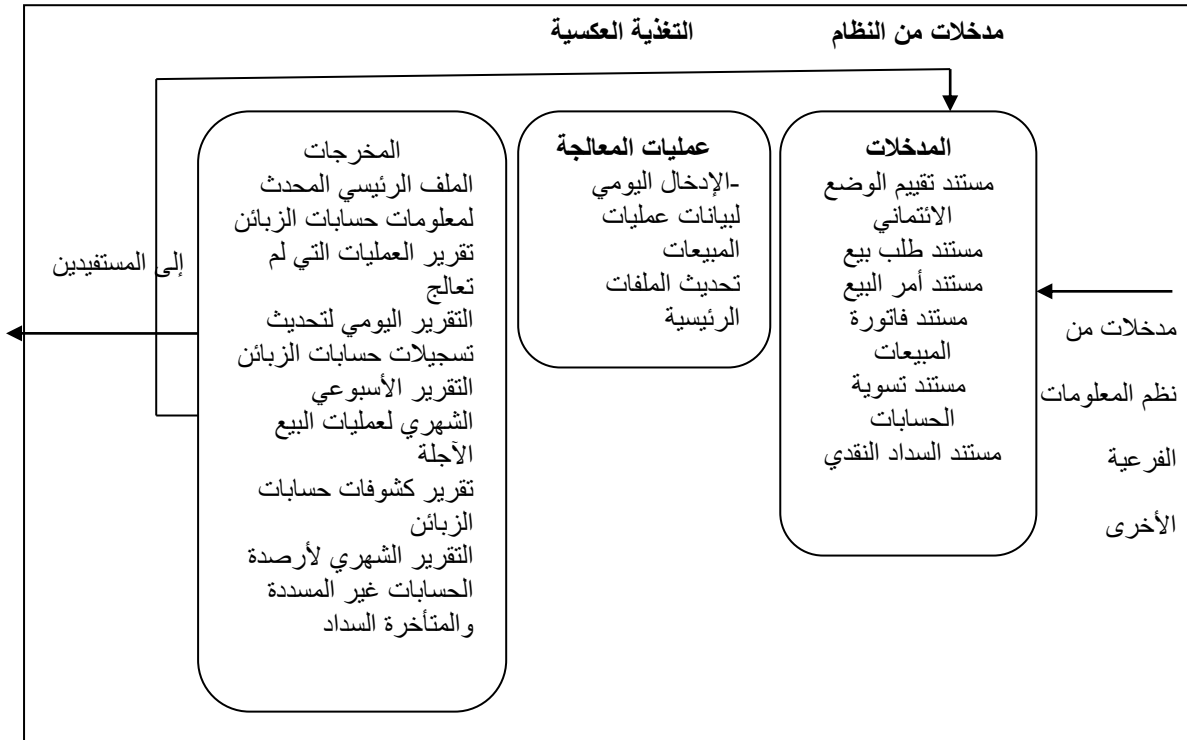 مدخلات من النظام
التغذية العكسية
مدخلات من
نظم المعلومات
الفرعية
الأخرى
المدخلات
مستند تقييم الوضع
الائتماني
مستند طلب بيع
مستند أمر البيع
مستند فاتورة
المبيعات
مستند تسوية
الحسابات
مستند السداد النقدي
عمليات المعالجة
-الإدخال اليومي
لبيانات عمليات
المبيعات
تحديث الملفات
الرئيسية
المخرجات
الملف الرئيسي المحدث
لمعلومات حسابات الزبائن
تقرير العمليات التي لم
تعالج
التقرير اليومي لتحديث
تسجيلات حسابات الزبائن
التقرير الأسبوعي
الشهري لعمليات البيع
الآجلة
تقرير كشوفات حسابات
الزبائن
التقرير الشهري لأرصدة
الحسابات غير المسددة
والمتأخرة السداد
إلى المستفيدين